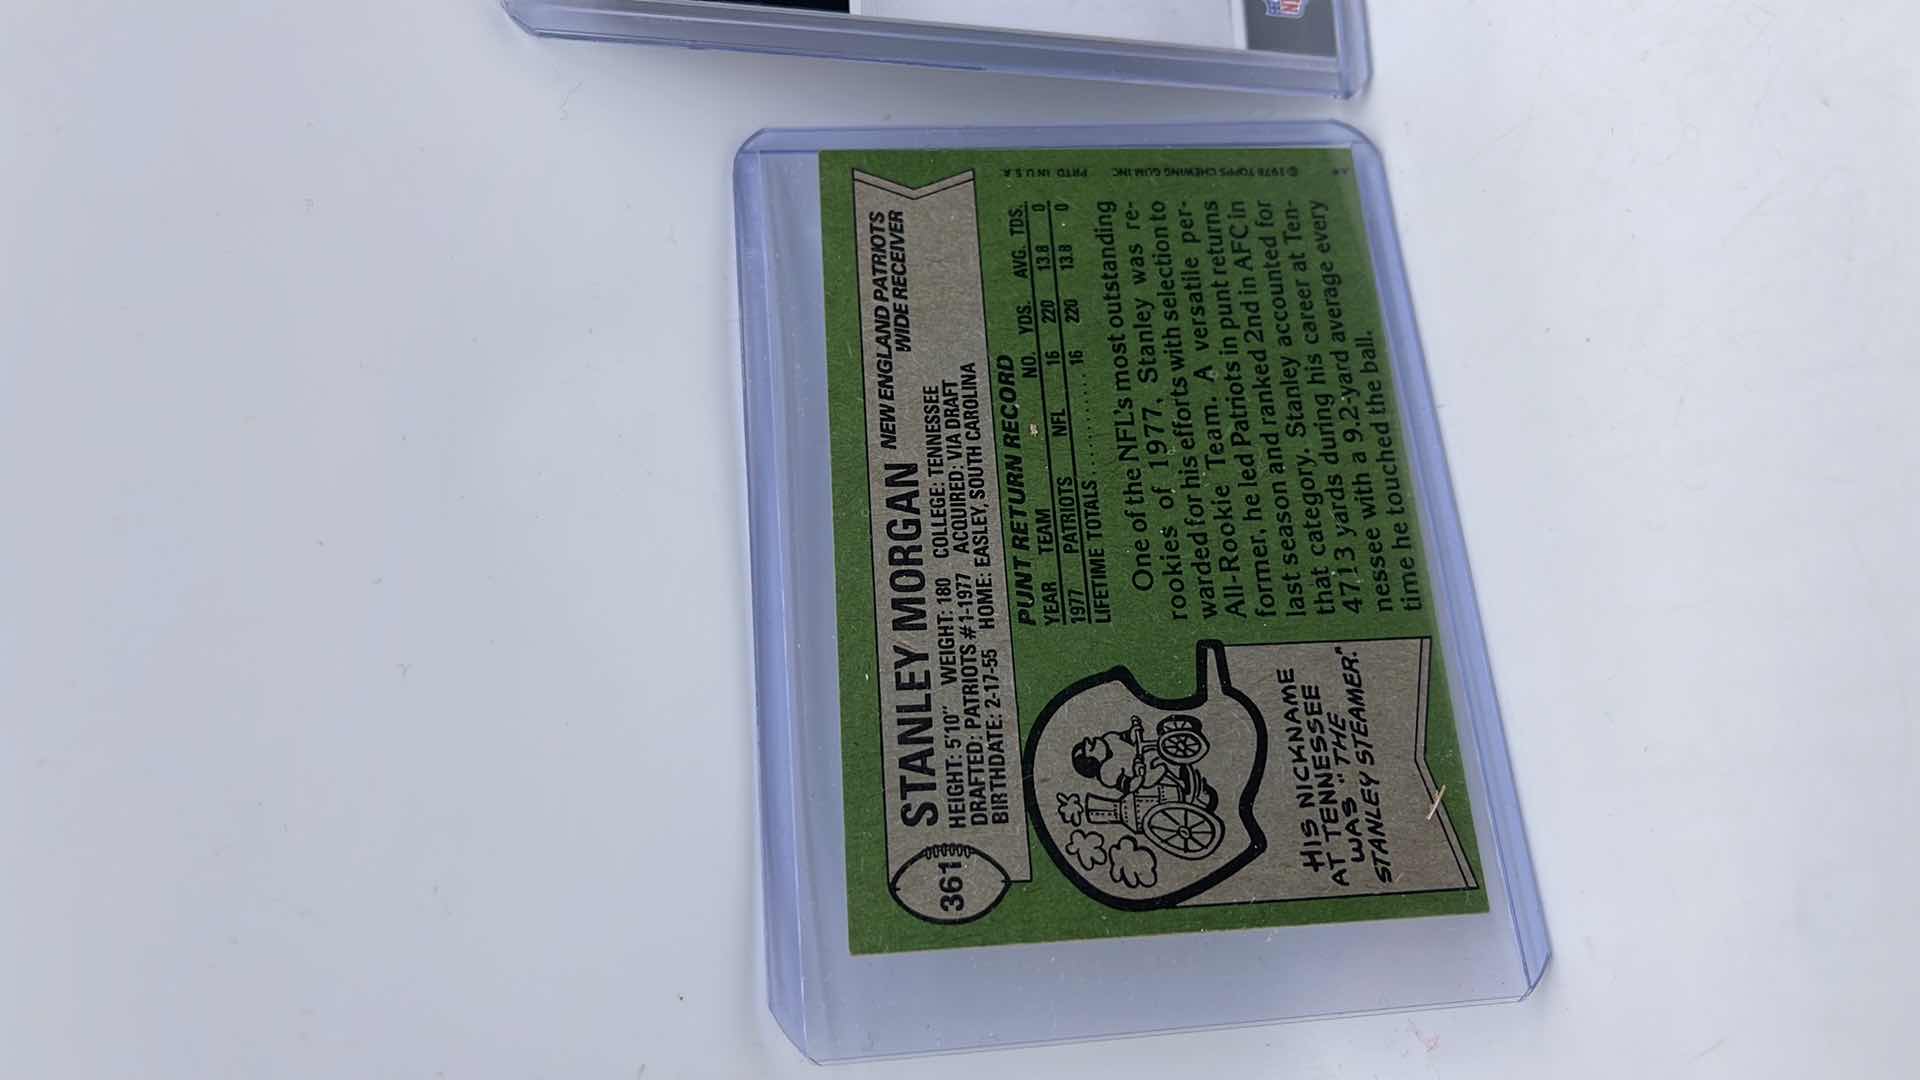 361
STANLEY MORGAN
NEW ENGLAND PATRIOTS
WIDE RECEIVER
HEIGHT: 5'10" WEIGHT: 180 COLLEGE: TENNESSEE
DRAFTED: PATRIOTS #1-1977 ACQUIRED: VIA DRAFT
BIRTHDATE: 2-17-55 HOME: EASLEY, SOUTH CAROLINA
PUNT RETURN RECORD
YEAR TEAM NFL NO. YDS. AVG. TDS.
1977 PATRIOTS 16 220 13.8 0
LIFETIME TOTALS............ 16 220 13.8 0
One of the NFL's most outstanding
rookies of 1977, Stanley was re-
warded for his efforts with selection to
All-Rookie Team. A versatile per-
former, he led Patriots in punt returns
last season and ranked 2nd in AFC in
that category. Stanley accounted for
4713 yards during his career at Ten-
nessee with a 9.2-yard average every
time he touched the ball.
HIS NICKNAME
AT TENNESSEE
WAS "THE
STANLEY STEAMER."
© 1978 TOPPS CHEWING GUM INC. PRTD. IN U.S.A.